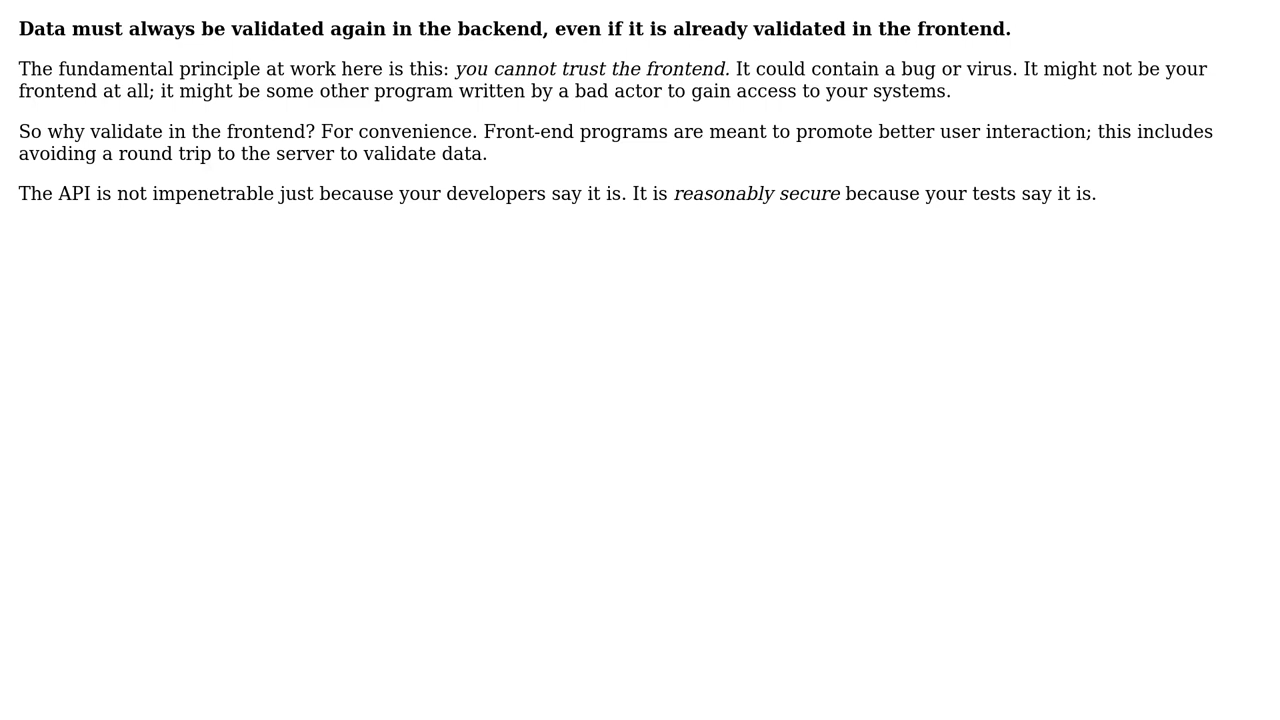 Data must always be validated again in the backend, even if it is already validated in the frontend.
The fundamental principle at work here is this: you cannot trust the frontend. It could contain a bug or virus. It might not be your
frontend at all; it might be some other program written by a bad actor to gain access to your systems.
So why validate in the frontend? For convenience. Front-end programs are meant to promote better user interaction; this includes
avoiding a round trip to the server to validate data.
The API is not impenetrable just because your developers say it is. It is reasonably secure because your tests say it is.